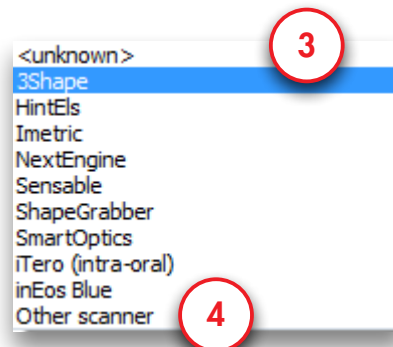 3
<unknown>
3Shape
HintEls
Imetric
NextEngine
Sensable
ShapeGrabber
SmartOptics
iTero (intra-oral)
inEos Blue
Other scanner
4